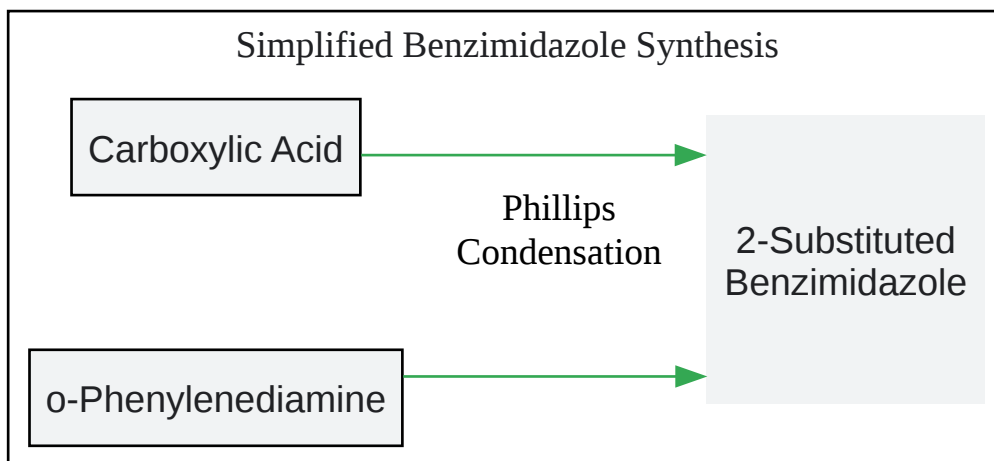 Simplified Benzimidazole Synthesis
Carboxylic Acid
Phillips
Condensation
2-Substituted
Benzimidazole
o-Phenylenediamine